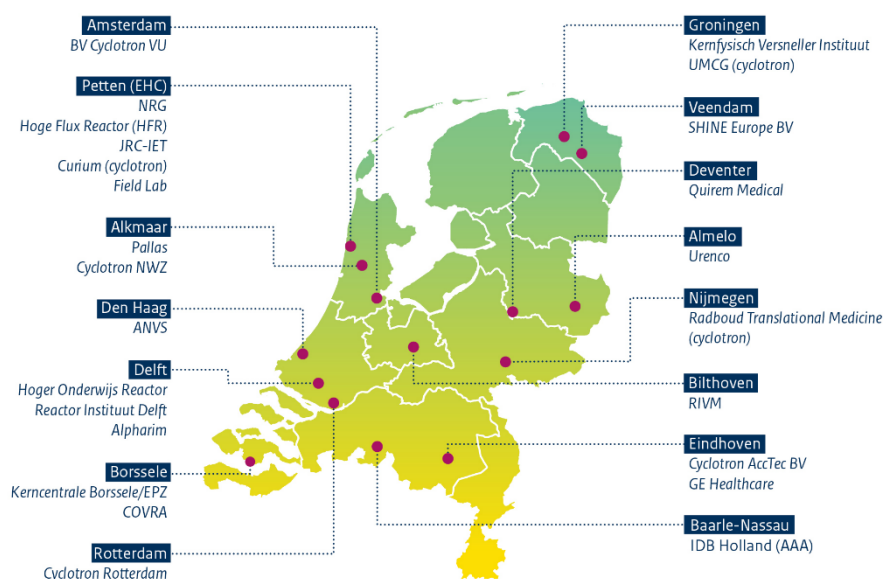 Amsterdam
BV Cyclotron VU
Petten (EHC)
NRG
Hoge Flux Reactor (HFR)
JRC-IET
Curium (cyclotron)
Field Lab
Alkmaar
Pallas
Cyclotron NWZ
Den Haag
ANVS
Delft
Hoger Onderwijs Reactor
Reactor Instituut Delft
Alpharim
Borssele
Kerncentrale Borssele/EPZ
COVRA
Rotterdam
Cyclotron Rotterdam
Groningen
Kernfysisch Versneller Instituut
UMCG (cyclotron)
Veendam
SHINE Europe BV
Deventer
Quirem Medical
Almelo
Urenco
Nijmegen
Radboud Translational Medicine
(cyclotron)
Bilthoven
RIVM
Eindhoven
Cyclotron AccTec BV
GE Healthcare
Baarle-Nassau
IDB Holland (AAA)